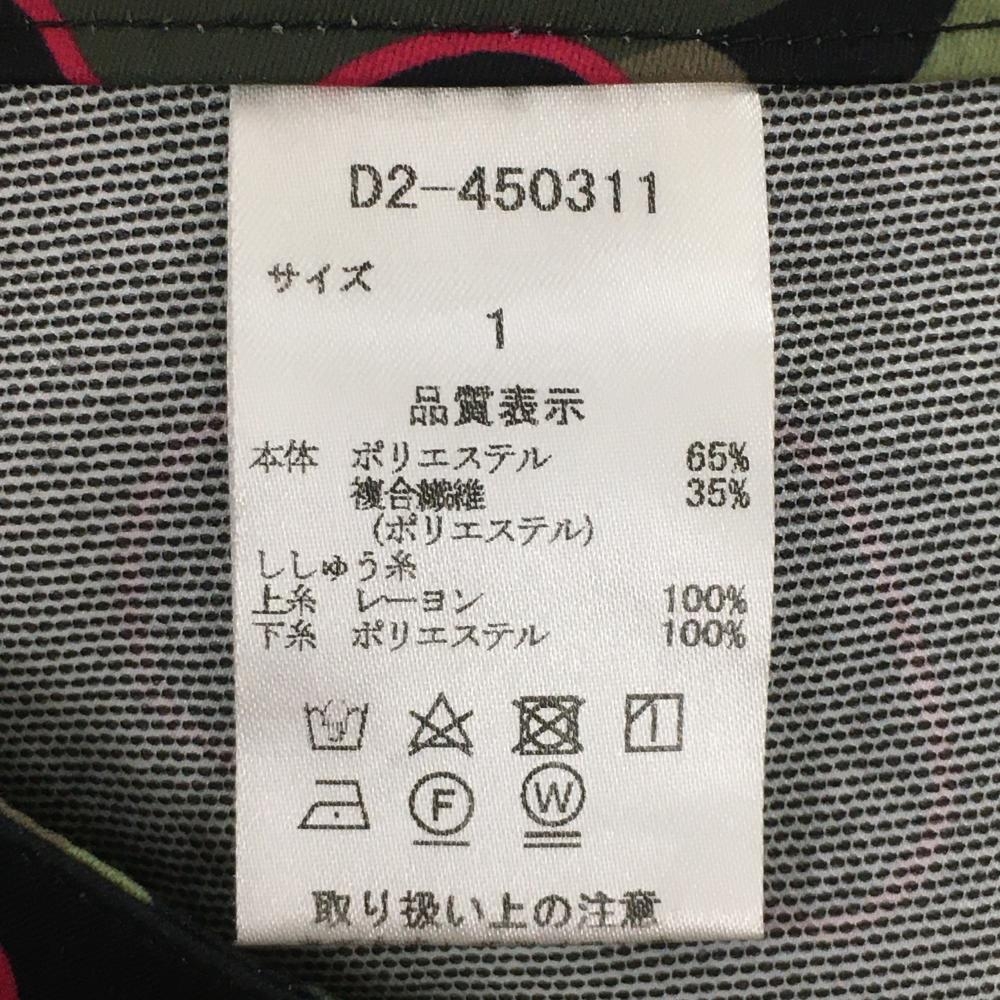 D2-450311
サイズ
1
品質表示
本体 ポリエステル 65%
複合繊維 35%
(ポリエステル)
ししゅう糸
上糸 レーヨン 100%
下糸 ポリエステル 100%
F W
取り扱い上の注意